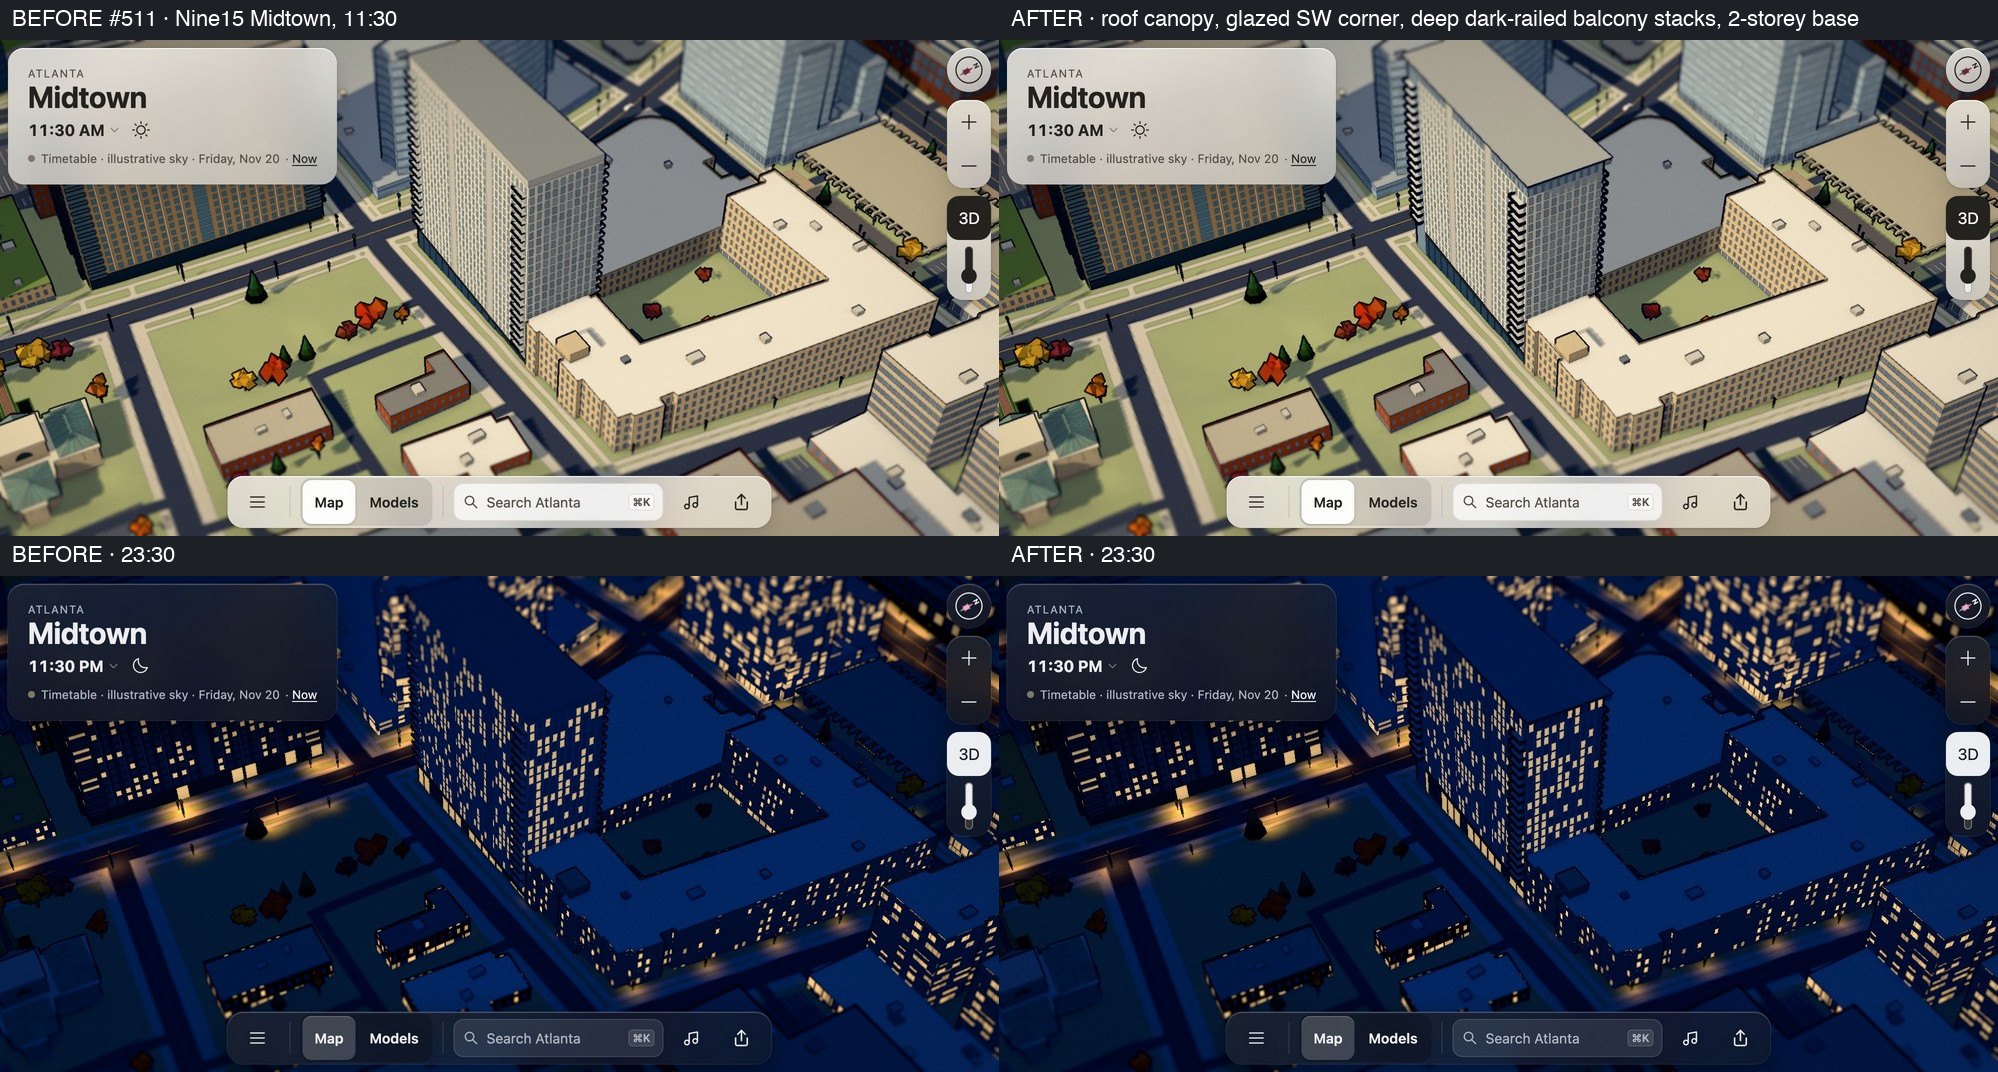 BEFORE #511 · Nine15 Midtown, 11:30
AFTER · roof canopy, glazed SW corner, deep dark-railed balcony stacks, 2-storey base
ATLANTA
Midtown
11:30 AM
Timetable · illustrative sky · Friday, Nov 20 · Now
3D
Map Models Search Atlanta ⌘K
ATLANTA
Midtown
11:30 AM
Timetable · illustrative sky · Friday, Nov 20 · Now
3D
Map Models Search Atlanta ⌘K
BEFORE · 23:30
AFTER · 23:30
ATLANTA
Midtown
11:30 PM
Timetable · illustrative sky · Friday, Nov 20 · Now
3D
Map Models Search Atlanta ⌘K
ATLANTA
Midtown
11:30 PM
Timetable · illustrative sky · Friday, Nov 20 · Now
3D
Map Models Search Atlanta ⌘K